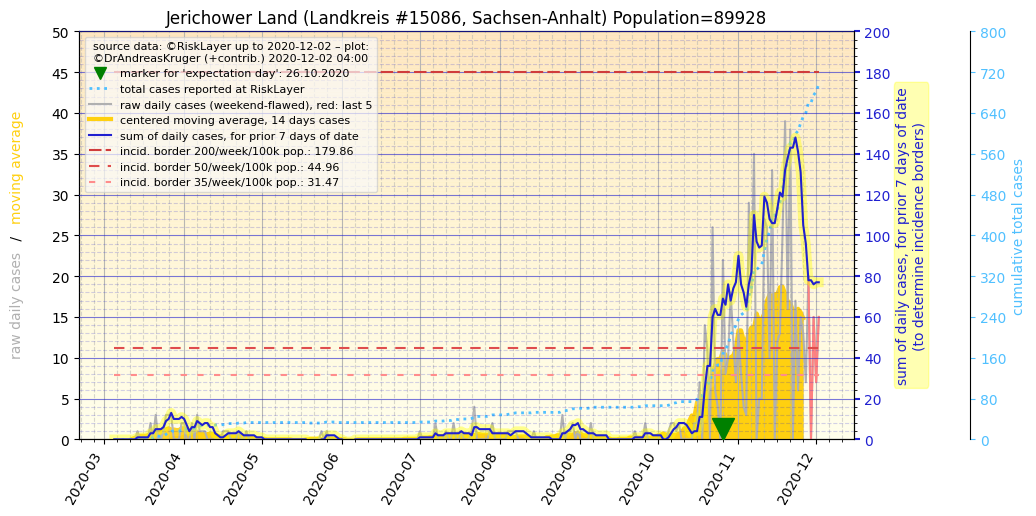 Jerichower Land (Landkreis #15086, Sachsen-Anhalt) Population=89928
source data: ©RiskLayer up to 2020-12-02 – plot:
©DrAndreasKruger (+contrib.) 2020-12-02 04:00
marker for 'expectation day': 26.10.2020
total cases reported at RiskLayer
raw daily cases (weekend-flawed), red: last 5
centered moving average, 14 days cases
sum of daily cases, for prior 7 days of date
incid. border 200/week/100k pop.: 179.86
incid. border 50/week/100k pop.: 44.96
incid. border 35/week/100k pop.: 31.47
raw daily cases / moving average
50
45
40
35
30
25
20
15
10
5
0
2020-03
2020-04
2020-05
2020-06
2020-07
2020-08
2020-09
2020-10
2020-11
2020-12
200
180
160
140
120
100
80
60
40
20
0
sum of daily cases, for prior 7 days of date
(to determine incidence borders)
800
720
640
560
480
400
320
240
160
80
0
cumulative total cases